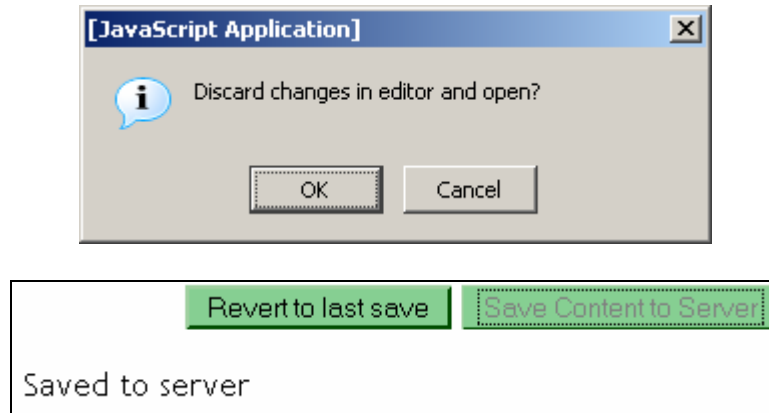 [JavaScript Application]
Discard changes in editor and open?
OK Cancel
Revert to last save Save Content to Server
Saved to server